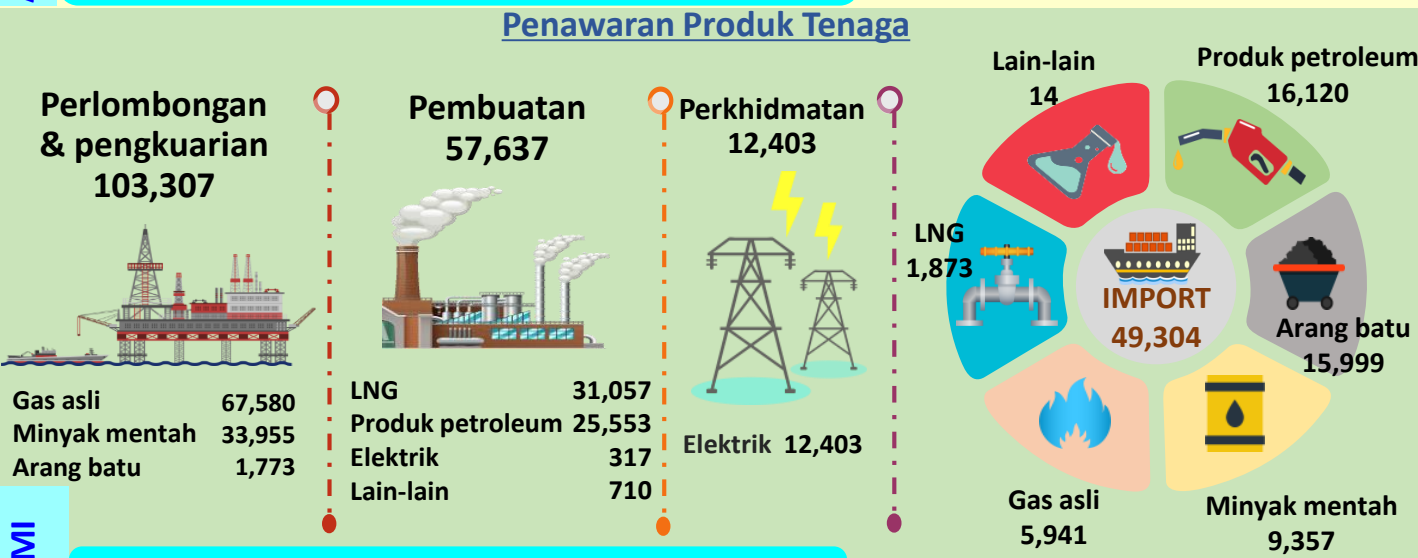 Penawaran Produk Tenaga
Perlombongan
& pengkuarian
103,307
Gas asli 67,580
Minyak mentah 33,955
Arang batu 1,773
Pembuatan
57,637
LNG 31,057
Produk petroleum 25,553
Elektrik 317
Lain-lain 710
Perkhidmatan
12,403
Elektrik 12,403
Lain-lain
14
Produk petroleum
16,120
LNG
1,873
IMPORT
49,304
Arang batu
15,999
Gas asli
5,941
Minyak mentah
9,357
MI